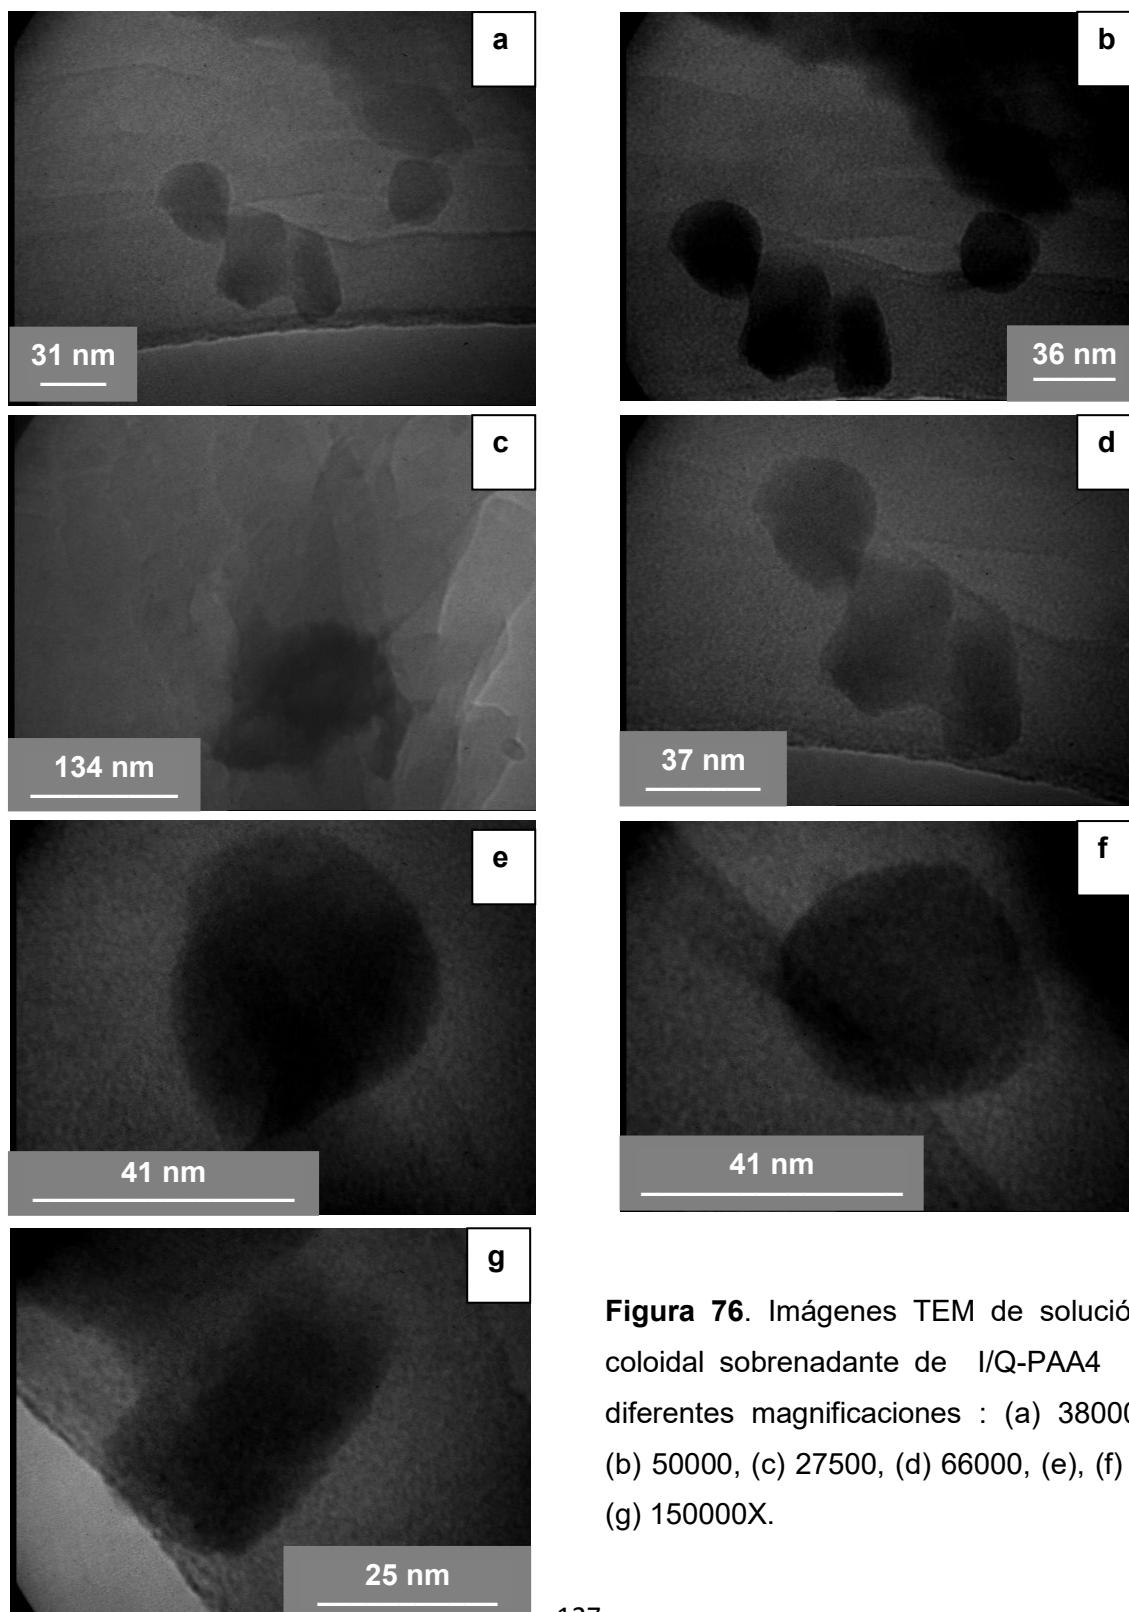 a
b
31 nm
36 nm
c
d
134 nm
37 nm
e
f
41 nm
41 nm
g
25 nm
Figura 76. Imágenes TEM de solució
coloidal sobrenadante de I/Q-PAA4
diferentes magnificaciones : (a) 38000
(b) 50000, (c) 27500, (d) 66000, (e), (f)
(g) 150000X.